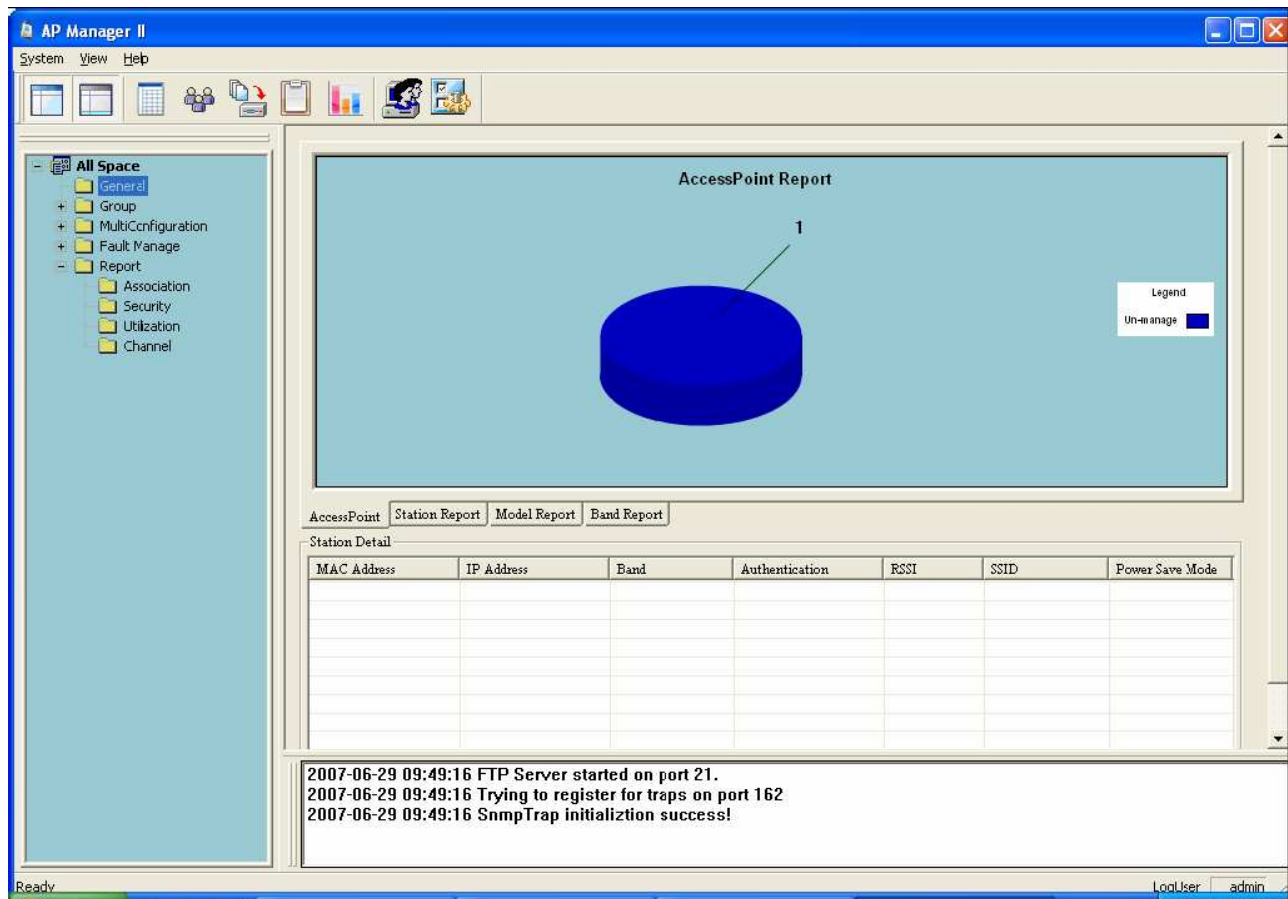 AP Manager II
System View Help
All Space
General
Group
MultiConfiguration
Fault Manage
Report
Association
Security
Utilization
Channel
AccessPoint Report
1
Legend
Un-manage
AccessPoint Station Report Model Report Band Report
Station Detail
MAC Address IP Address Band Authentication RSSI SSID Power Save Mode
2007-06-29 09:49:16 FTP Server started on port 21.
2007-06-29 09:49:16 Trying to register for traps on port 162
2007-06-29 09:49:16 SnmpTrap initializtion success!
Ready LogUser admin